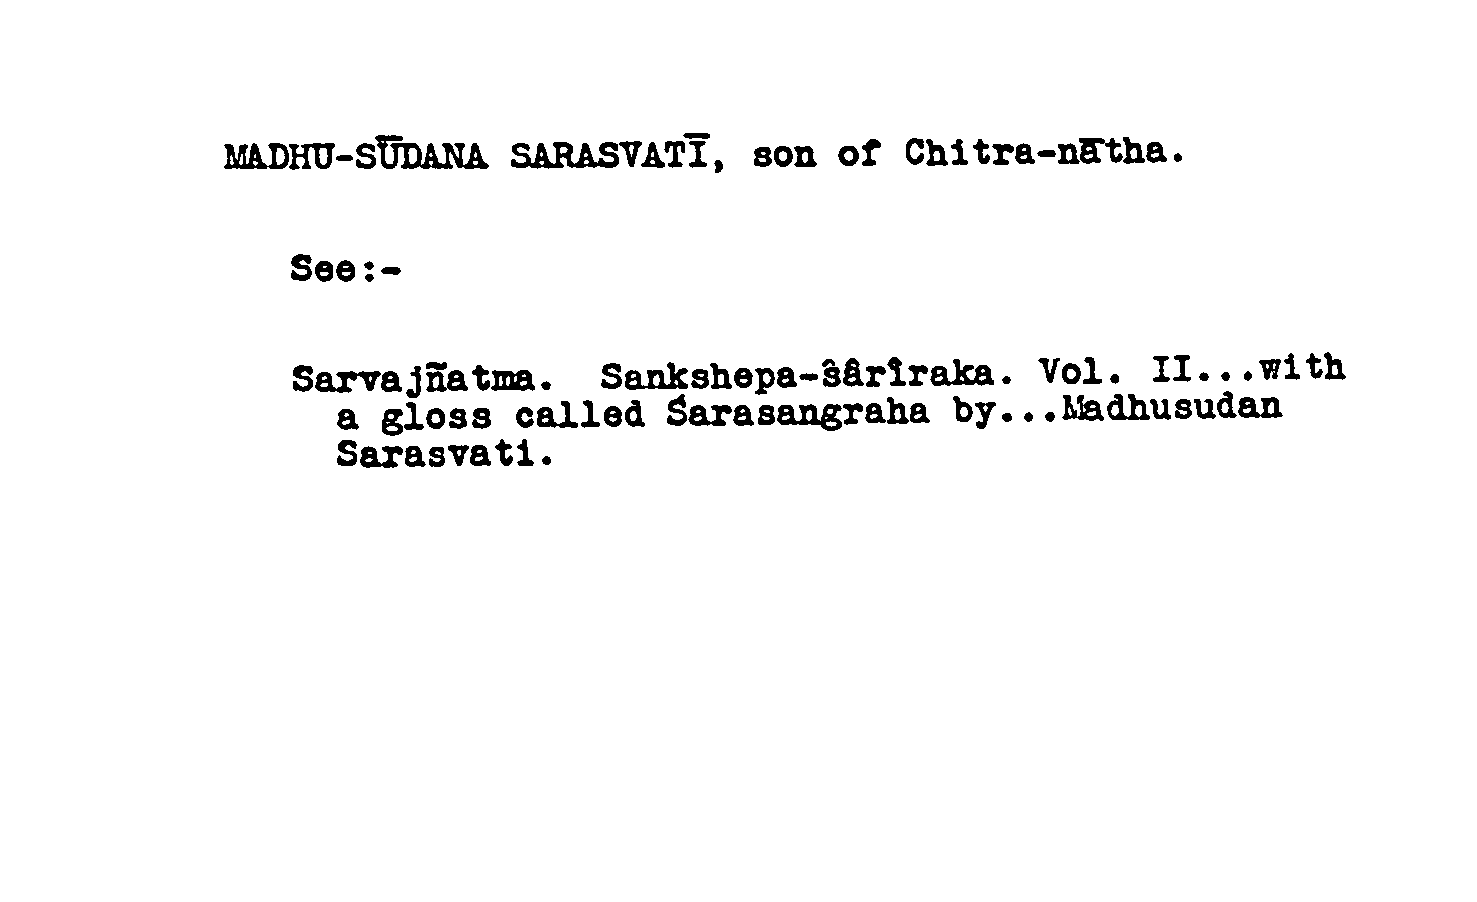 MADHU-SŪDANA SARASVATĪ, son of Chitra-nātha.
See:-
Sarvajñatma. Sankshepa-ŝârîraka. Vol. II...with
a gloss called Śarasangraha by...Madhusudan
Sarasvati.